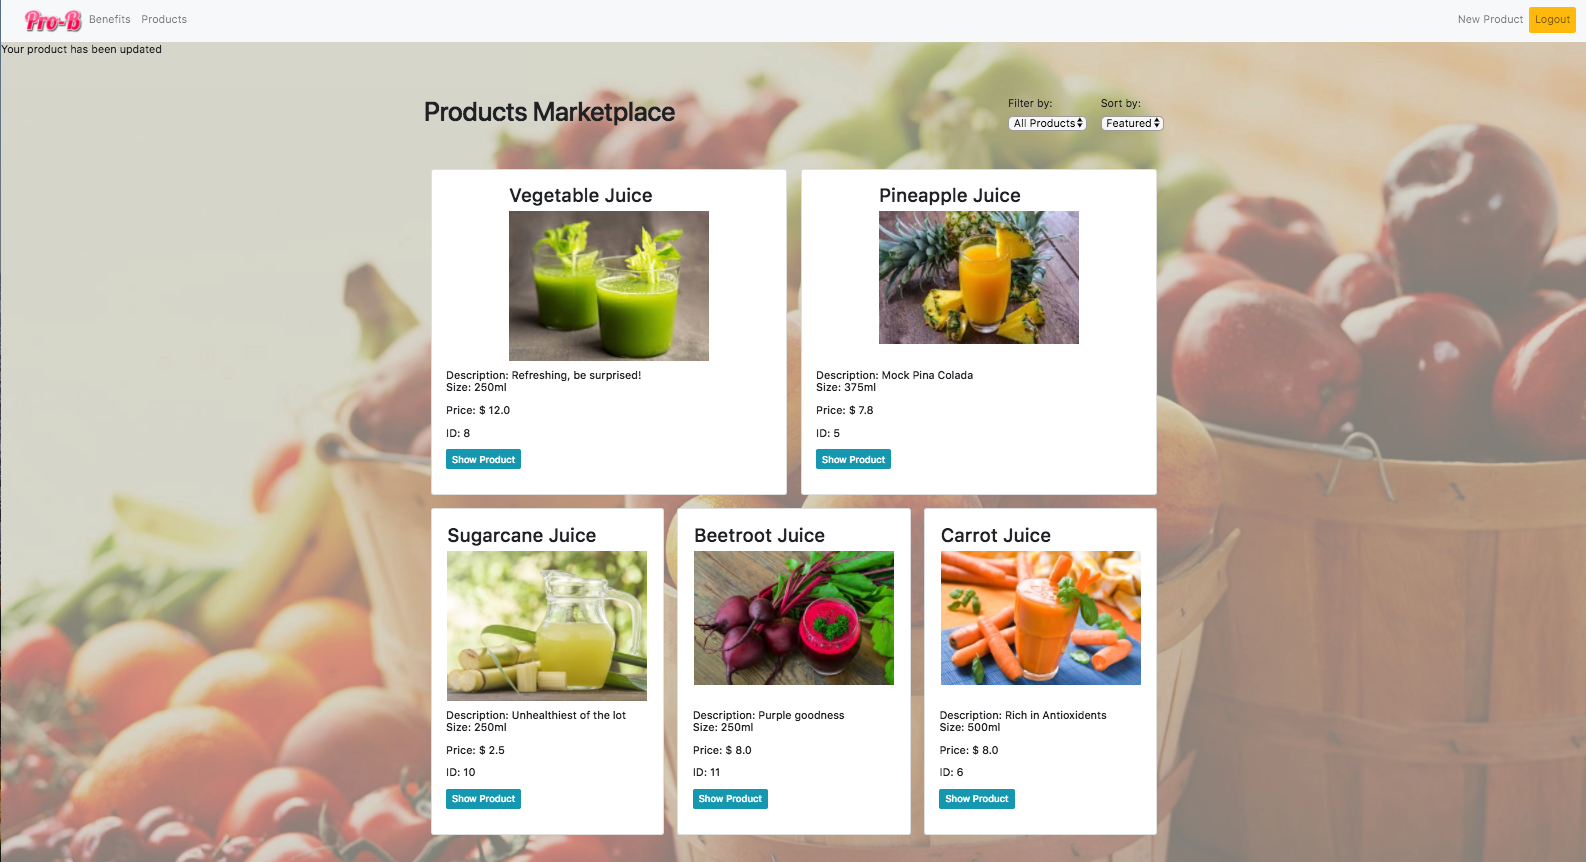 Pro-B Benefits Products New Product Logout
Your product has been updated
Products Marketplace
Filter by: Sort by:
All Products Featured
Vegetable Juice
Description: Refreshing, be surprised!
Size: 250ml
Price: $ 12.0
ID: 8
Show Product
Pineapple Juice
Description: Mock Pina Colada
Size: 375ml
Price: $ 7.8
ID: 5
Show Product
Sugarcane Juice
Description: Unhealthiest of the lot
Size: 250ml
Price: $ 2.5
ID: 10
Show Product
Beetroot Juice
Description: Purple goodness
Size: 250ml
Price: $ 8.0
ID: 11
Show Product
Carrot Juice
Description: Rich in Antioxidents
Size: 500ml
Price: $ 8.0
ID: 6
Show Product